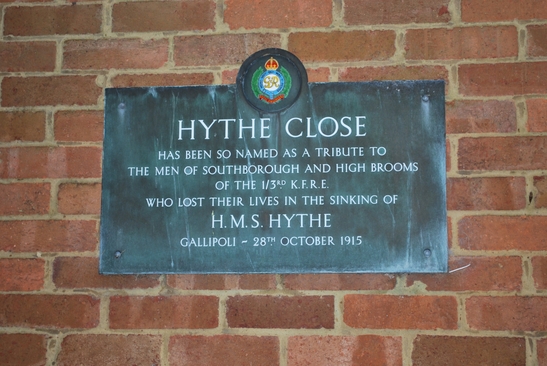 HYTHE CLOSE
HAS BEEN SO NAMED AS A TRIBUTE TO
THE MEN OF SOUTHBOROUGH AND HIGH BROOMS
OF THE 1/3RD K.F.R.E.
WHO LOST THEIR LIVES IN THE SINKING OF
H.M.S. HYTHE
GALLIPOLI ~ 28TH OCTOBER 1915